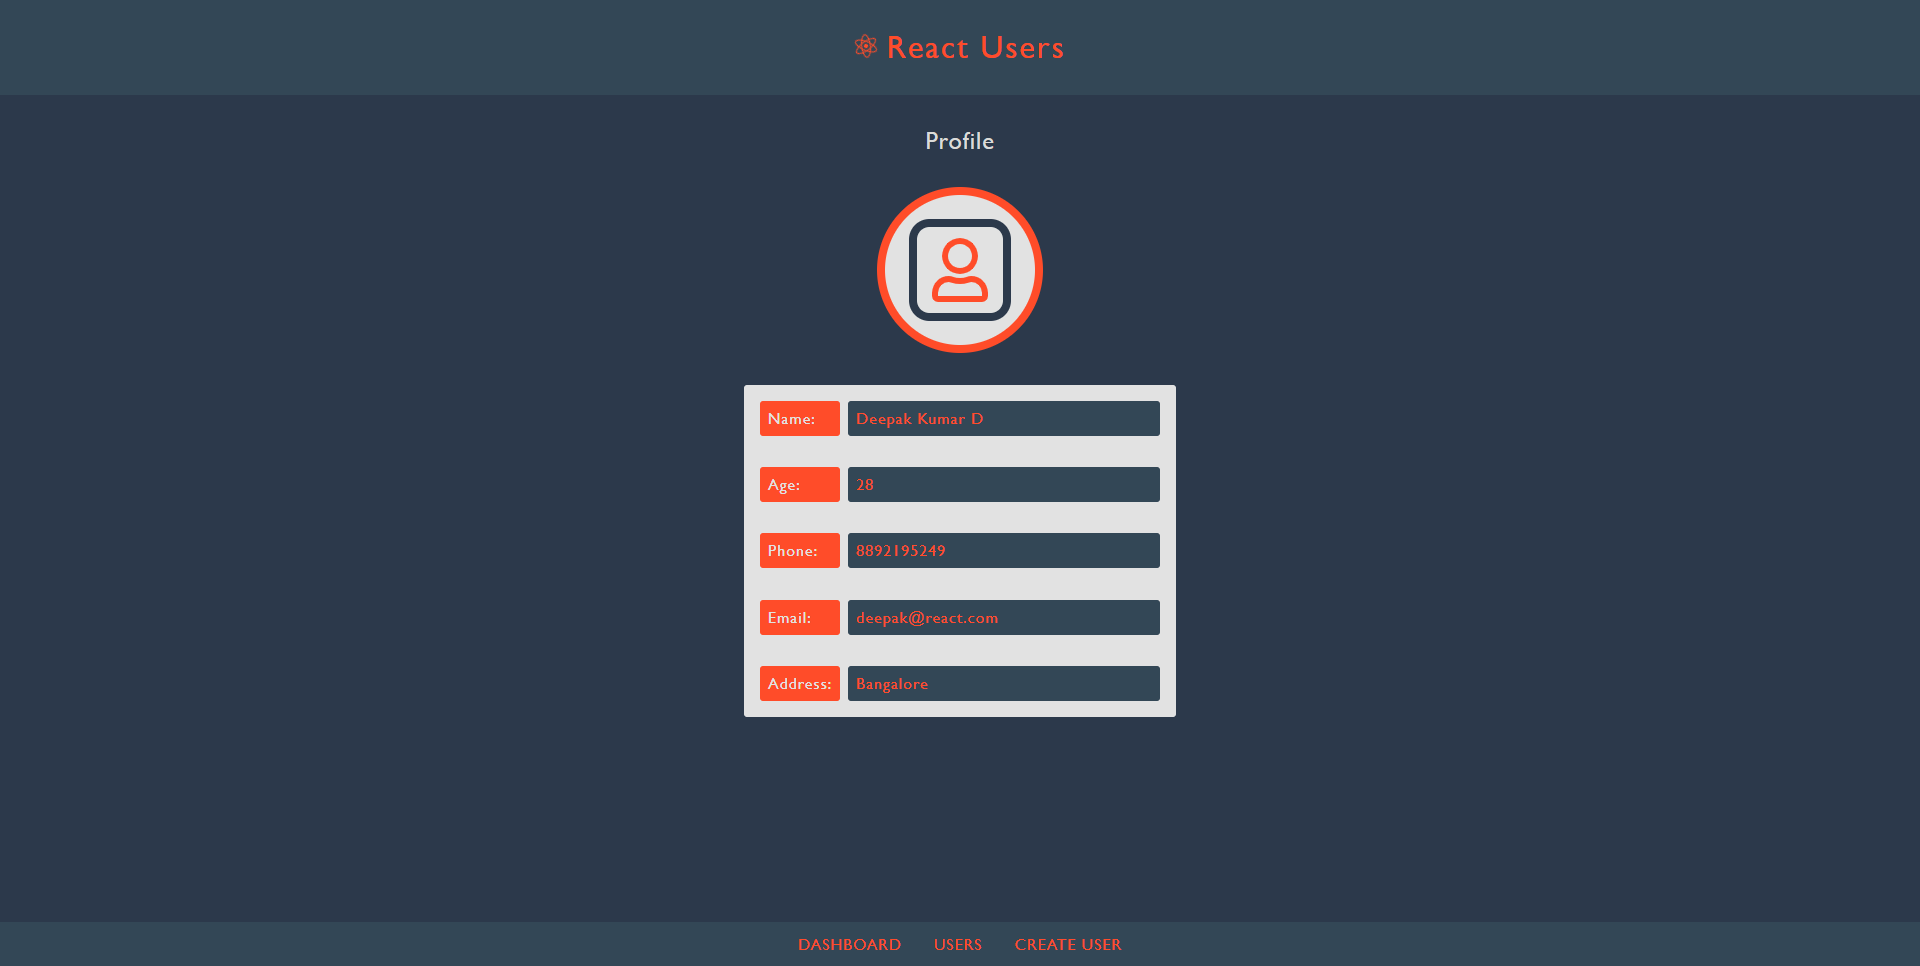 ⚛ React Users
Profile
Name: Deepak Kumar D
Age: 28
Phone: 8892195249
Email: deepak@react.com
Address: Bangalore
DASHBOARD USERS CREATE USER